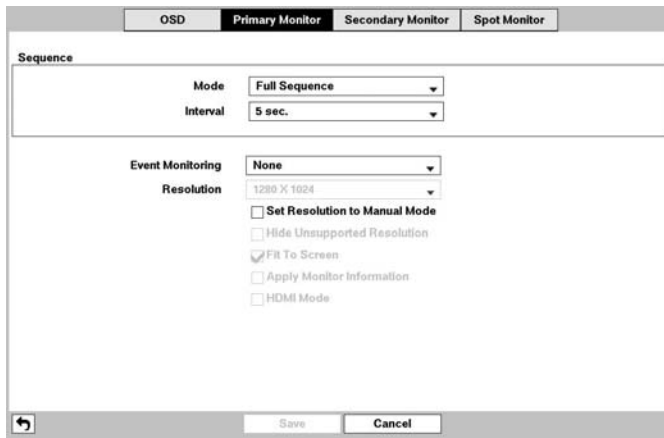 OSD Primary Monitor Secondary Monitor Spot Monitor
Sequence
Mode Full Sequence
Interval 5 sec.
Event Monitoring None
Resolution 1280 X 1024
Set Resolution to Manual Mode
Hide Unsupported Resolution
Fit To Screen
Apply Monitor Information
HDMI Mode
Save Cancel